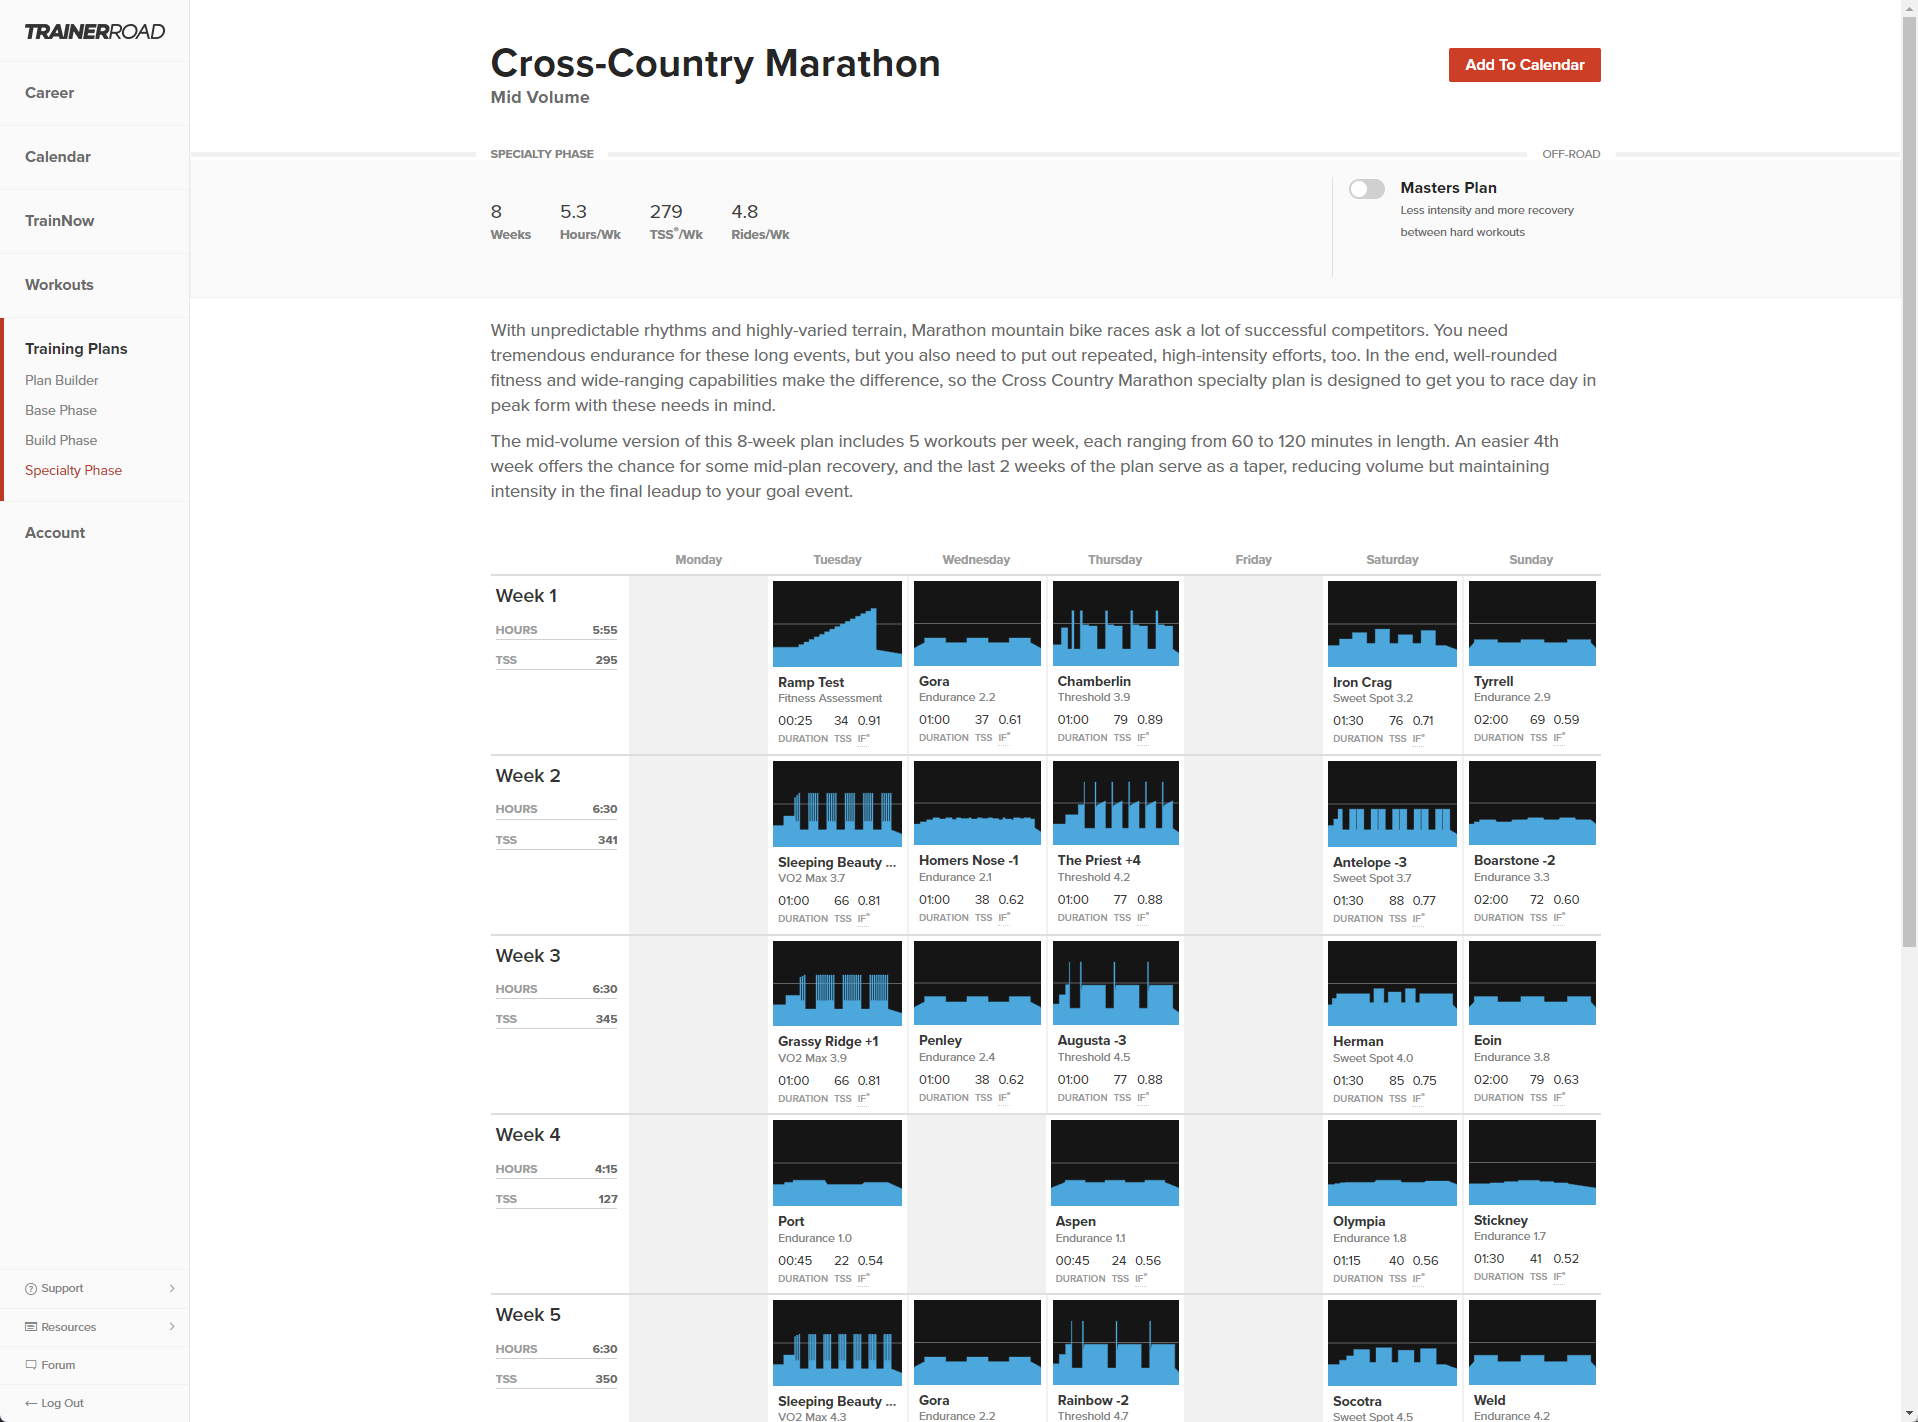 TRAINERROAD
Career
Calendar
TrainNow
Workouts
Training Plans
Plan Builder
Base Phase
Build Phase
Specialty Phase
Account
Support
Resources
Forum
Log Out
Cross-Country Marathon
Mid Volume
Add To Calendar
SPECIALTY PHASE
OFF-ROAD
8 5.3 279 4.8
Weeks Hours/Wk TSS®/Wk Rides/Wk
Masters Plan
Less intensity and more recovery
between hard workouts
With unpredictable rhythms and highly-varied terrain, Marathon mountain bike races ask a lot of successful competitors. You need
tremendous endurance for these long events, but you also need to put out repeated, high-intensity efforts, too. In the end, well-rounded
fitness and wide-ranging capabilities make the difference, so the Cross Country Marathon specialty plan is designed to get you to race day in
peak form with these needs in mind.
The mid-volume version of this 8-week plan includes 5 workouts per week, each ranging from 60 to 120 minutes in length. An easier 4th
week offers the chance for some mid-plan recovery, and the last 2 weeks of the plan serve as a taper, reducing volume but maintaining
intensity in the final leadup to your goal event.
Monday Tuesday Wednesday Thursday Friday Saturday Sunday
Week 1
HOURS 5:55
TSS 295
Ramp Test
Fitness Assessment
00:25 34 0.91
DURATION TSS IF®
Gora
Endurance 2.2
01:00 37 0.61
DURATION TSS IF®
Chamberlin
Threshold 3.9
01:00 79 0.89
DURATION TSS IF®
Iron Crag
Sweet Spot 3.2
01:30 76 0.71
DURATION TSS IF®
Tyrrell
Endurance 2.9
02:00 69 0.59
DURATION TSS IF®
Week 2
HOURS 6:30
TSS 341
Sleeping Beauty ...
VO2 Max 3.7
01:00 66 0.81
DURATION TSS IF®
Homers Nose -1
Endurance 2.1
01:00 38 0.62
DURATION TSS IF®
The Priest +4
Threshold 4.2
01:00 77 0.88
DURATION TSS IF®
Antelope -3
Sweet Spot 3.7
01:30 88 0.77
DURATION TSS IF®
Boarstone -2
Endurance 3.3
02:00 72 0.60
DURATION TSS IF®
Week 3
HOURS 6:30
TSS 345
Grassy Ridge +1
VO2 Max 3.9
01:00 66 0.81
DURATION TSS IF®
Penley
Endurance 2.4
01:00 38 0.62
DURATION TSS IF®
Augusta -3
Threshold 4.5
01:00 77 0.88
DURATION TSS IF®
Herman
Sweet Spot 4.0
01:30 85 0.75
DURATION TSS IF®
Eoin
Endurance 3.8
02:00 79 0.63
DURATION TSS IF®
Week 4
HOURS 4:15
TSS 127
Port
Endurance 1.0
00:45 22 0.54
DURATION TSS IF®
Aspen
Endurance 1.1
00:45 24 0.56
DURATION TSS IF®
Olympia
Endurance 1.8
01:15 40 0.56
DURATION TSS IF®
Stickney
Endurance 1.7
01:30 41 0.52
DURATION TSS IF®
Week 5
HOURS 6:30
TSS 350
Sleeping Beauty ...
VO2 Max 4.3
Gora
Endurance 2.2
Rainbow -2
Threshold 4.7
Socotra
Sweet Spot 4.5
Weld
Endurance 4.2